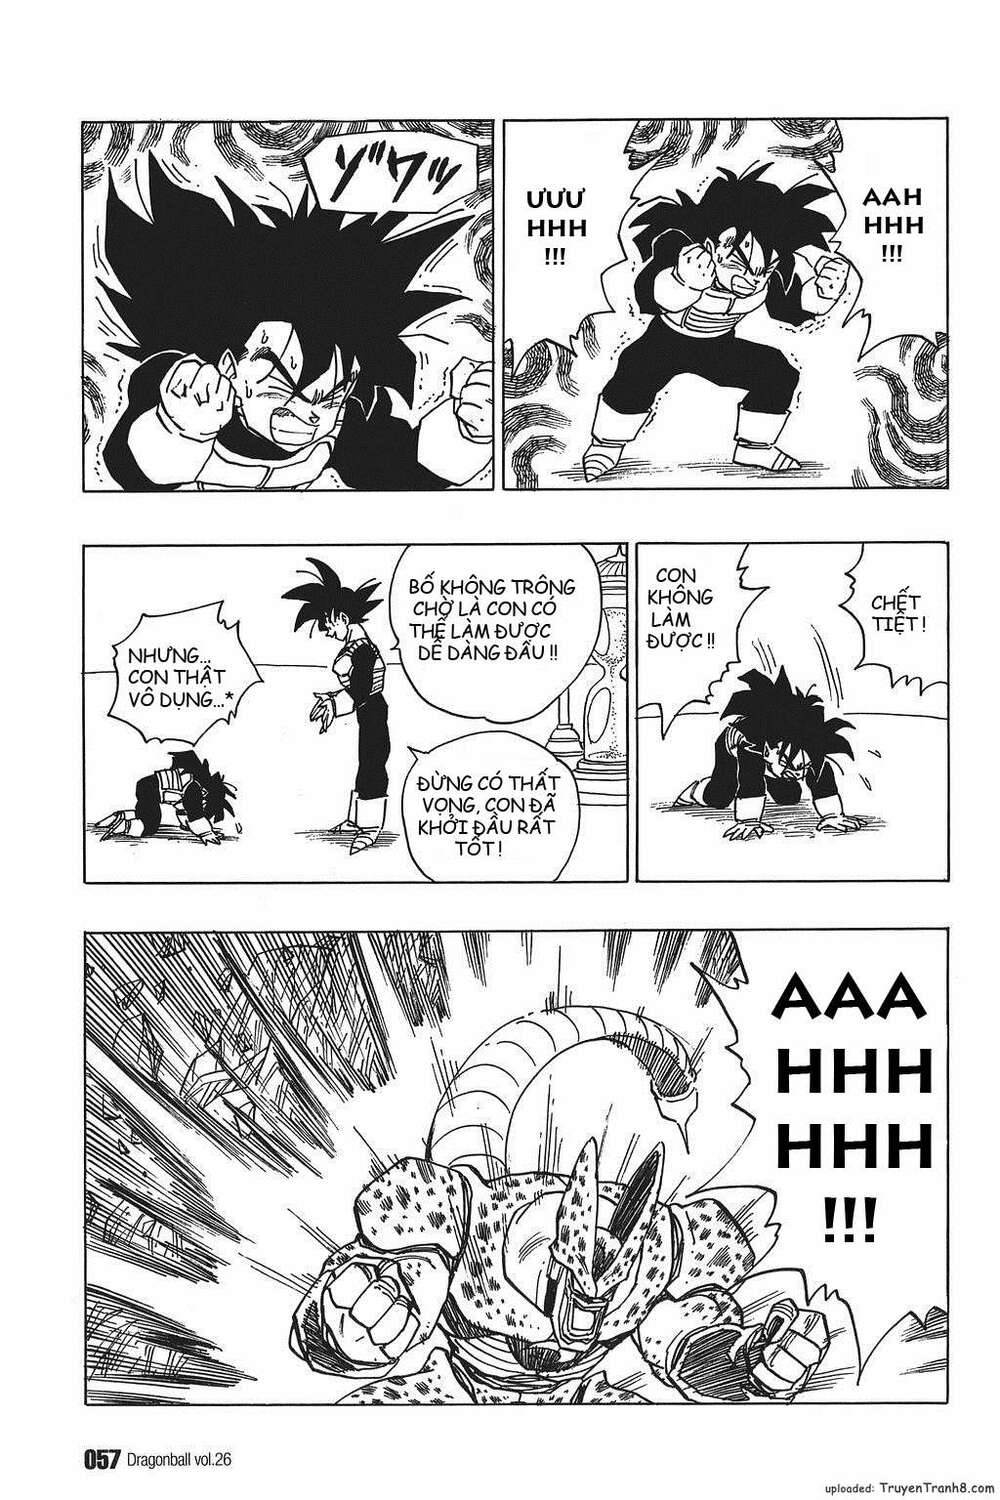 AAH
HHH
!!!
ƯƯƯ
HHH
!!!
ゾワッ
CHẾT
TIỆT!
CON
KHÔNG
LÀM
ĐƯỢC!!
BỐ KHÔNG TRÔNG
CHỜ LÀ CON CÓ
THỂ LÀM ĐƯỢC
DỄ DÀNG ĐÂU!!
NHƯNG...
CON THẬT
VÔ DỤNG...*
ĐỪNG CÓ THẤT
VỌNG, CON ĐÃ
KHỞI ĐẦU RẤT
TỐT!
AAA
HHH
HHH
!!!
057 Dragonball vol.26
uploaded: TruyenTranh8.com